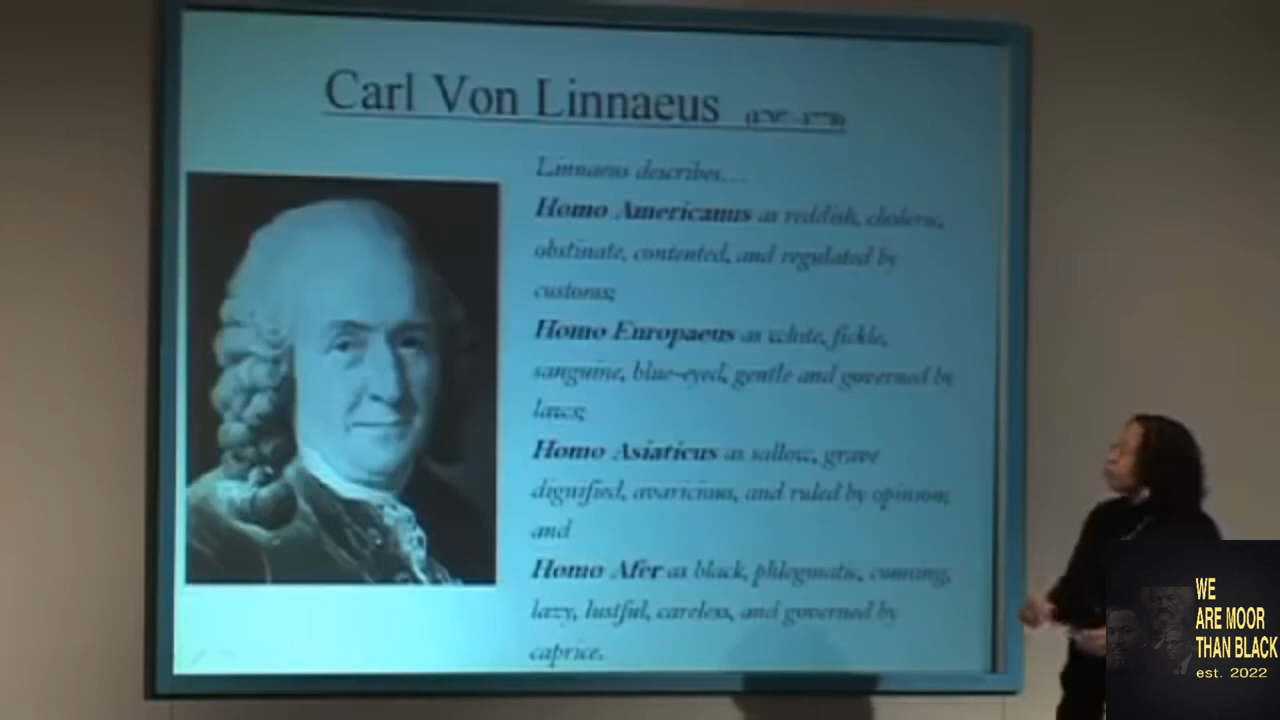 Carl Von Linnaeus
Linnaeus describes...
Homo Americanus as reddish, choleric,
obstinate, contented, and regulated by
customs;
Homo Europaeus as white, fickle,
sanguine, blue-eyed, gentle and governed by
laws;
Homo Asiaticus as sallow, grave
dignified, avaricious, and ruled by opinion;
and
Homo Afer as black, phlegmatic, cunning,
lazy, lustful, careless, and governed by
caprice.
WE
ARE MOOR
THAN BLACK
est. 2022